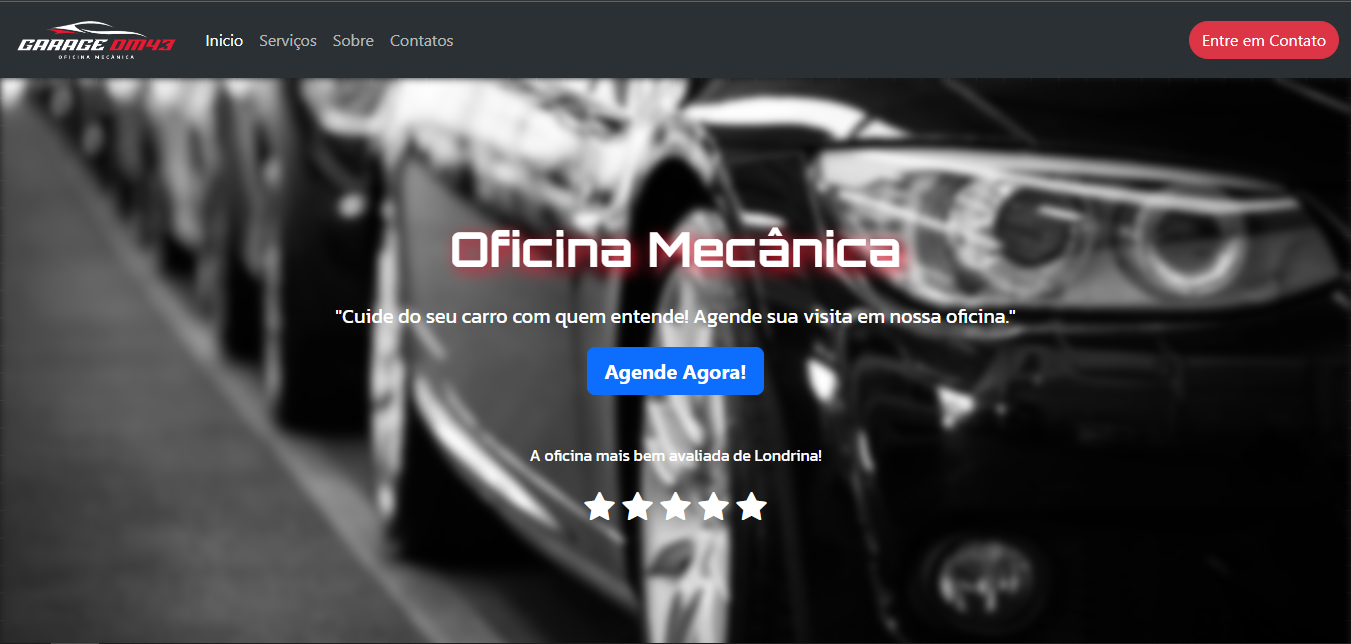 GARAGE DM43
OFICINA MECÂNICA
Inicio Serviços Sobre Contatos
Entre em Contato
Oficina Mecânica
"Cuide do seu carro com quem entende! Agende sua visita em nossa oficina."
Agende Agora!
A oficina mais bem avaliada de Londrina!